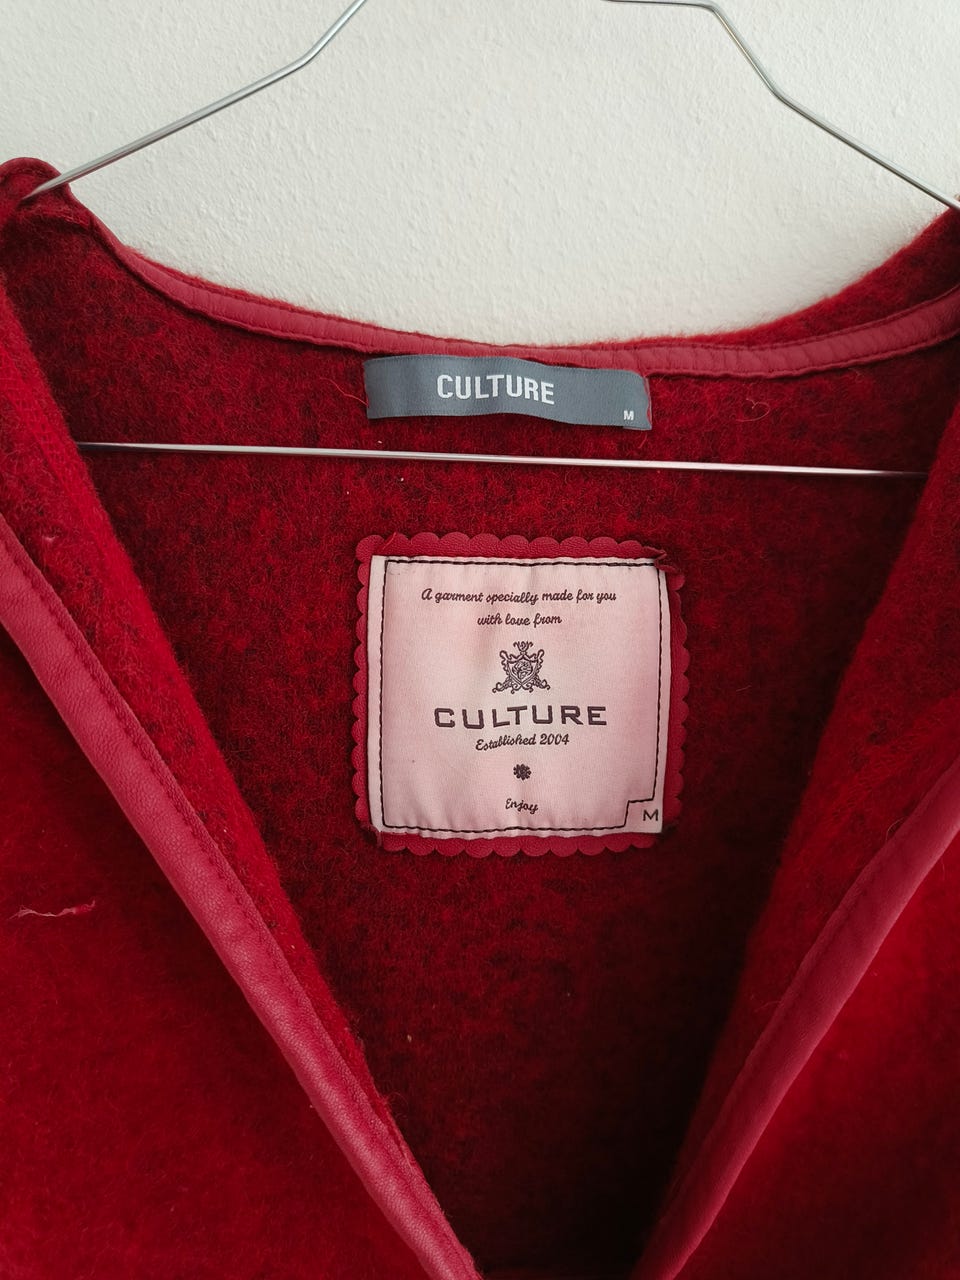 CULTURE
M
A garment specially made for you
with love from
CULTURE
Established 2004
Enjoy
M